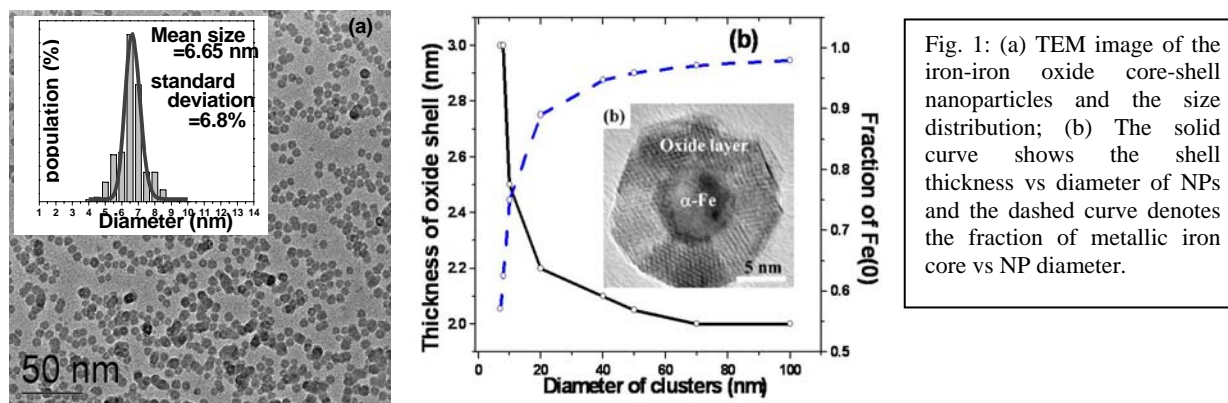 (a)
Mean size
=6.65 nm
standard
deviation
=6.8%
population (%)
1 2 3 4 5 6 7 8 9 10 11 12 13 14
Diameter (nm)
50 nm
(b)
3.0
2.8
2.6
2.4
2.2
2.0
Thickness of oxide shell (nm)
0 20 40 60 80 100
Diameter of clusters (nm)
1.0
0.9
0.8
0.7
0.6
0.5
Fraction of Fe(0)
(b)
Oxide layer
α-Fe
5 nm
Fig. 1: (a) TEM image of the
iron-iron oxide core-shell
nanoparticles and the size
distribution; (b) The solid
curve shows the shell
thickness vs diameter of NPs
and the dashed curve denotes
the fraction of metallic iron
core vs NP diameter.